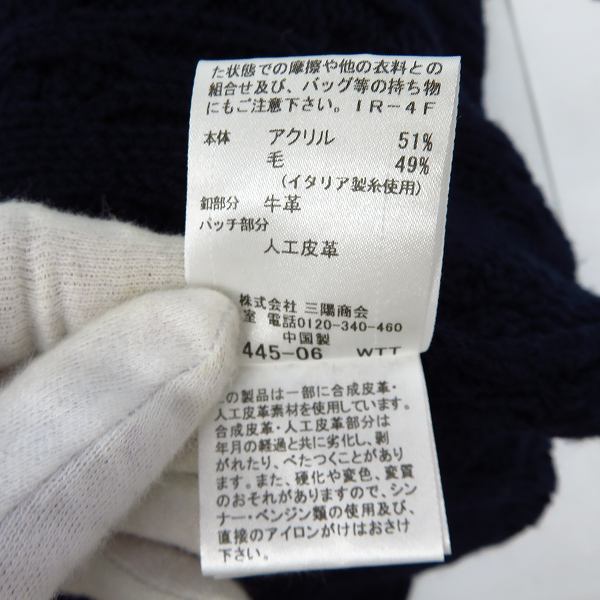 た状態での摩擦や他の衣料との
組合せ及び、バッグ等の持ち物
にもご注意下さい。IR-4F
本体 アクリル 51%
毛 49%
(イタリア製糸使用)
釦部分 牛革
パッチ部分
人工皮革
株式会社 三陽商会
室 電話0120-340-460
中国製
445-06 WTT
この製品は一部に合成皮革・
人工皮革素材を使用しています。
合成皮革・人工皮革部分は
年月の経過と共に劣化し、剥
がれたり、べたつくことがあり
ます。また、硬化や変色、変質
のおそれがありますので、シン
ナー・ベンジン類の使用及び、
直接のアイロンがけはおさけ
下さい。